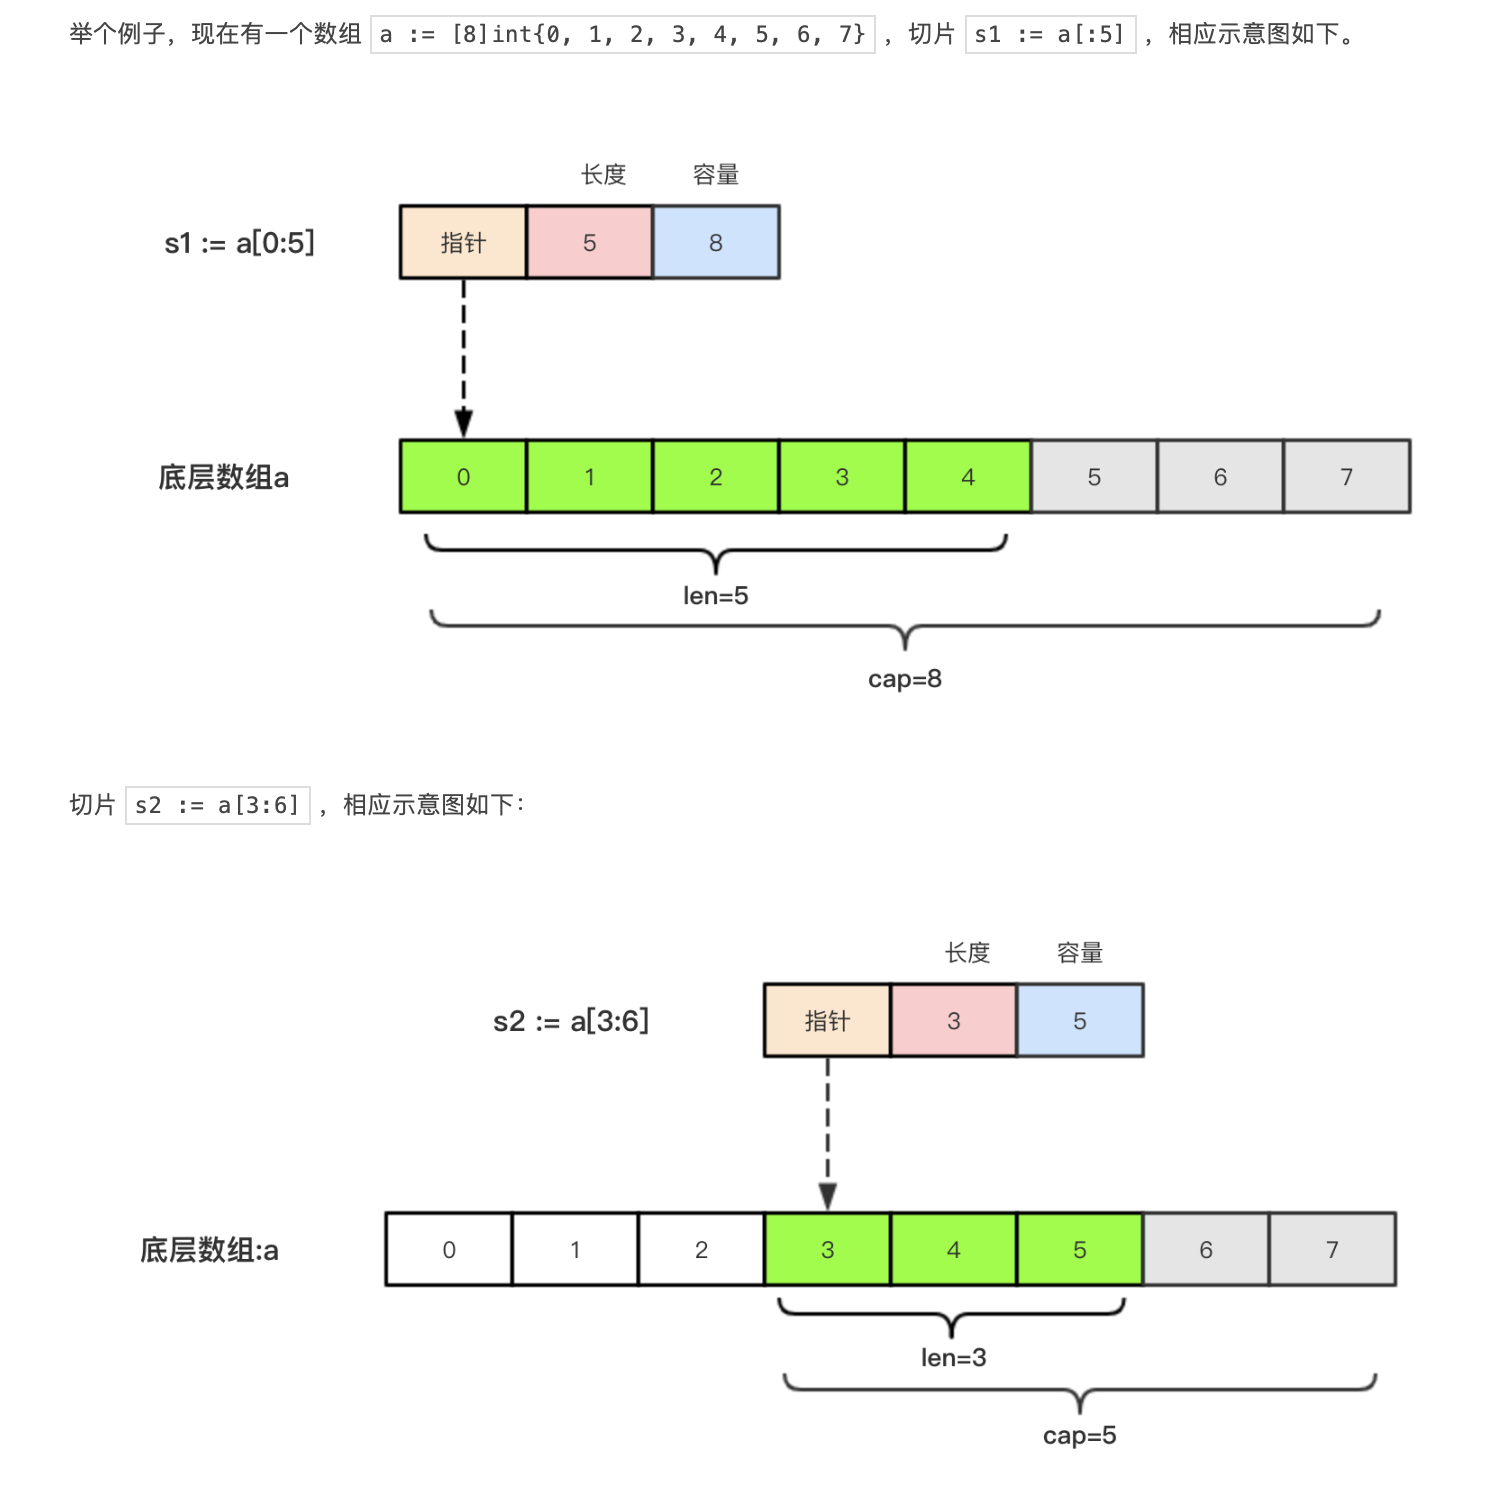 举个例子，现在有一个数组 a := [8]int{0, 1, 2, 3, 4, 5, 6, 7} ，切片 s1 := a[:5] ，相应示意图如下。
长度 容量
s1 := a[0:5] 指针 5 8
底层数组a 0 1 2 3 4 5 6 7
len=5
cap=8
切片 s2 := a[3:6] ，相应示意图如下：
长度 容量
s2 := a[3:6] 指针 3 5
底层数组:a 0 1 2 3 4 5 6 7
len=3
cap=5